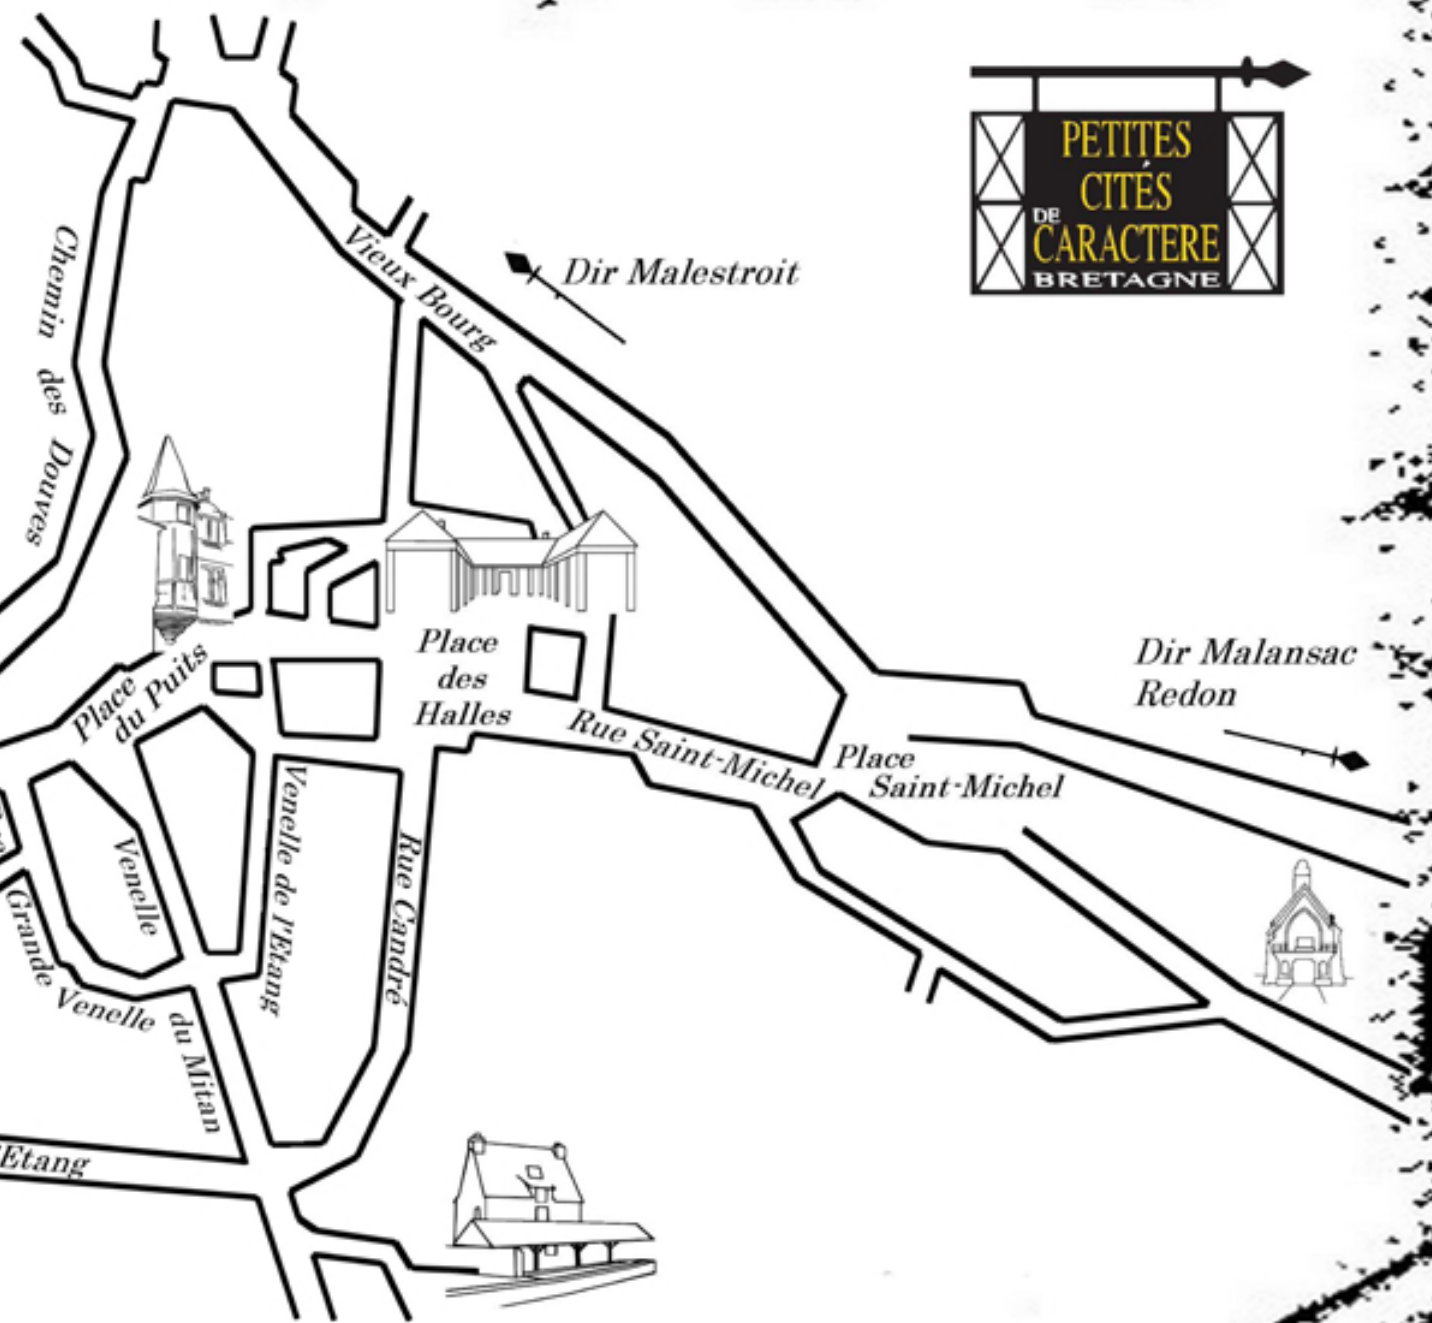 PETITES
CITÉS
DE
CARACTERE
BRETAGNE
Vieux Bourg
Dir Malestroit
Chemin des Douves
Dir Malansac
Redon
Place
des
Halles
Place
du Puits
Rue Saint-Michel
Place
Saint-Michel
Venelle de l'Etang
Venelle
Rue Candré
Grande Venelle
du Mitan
Etang